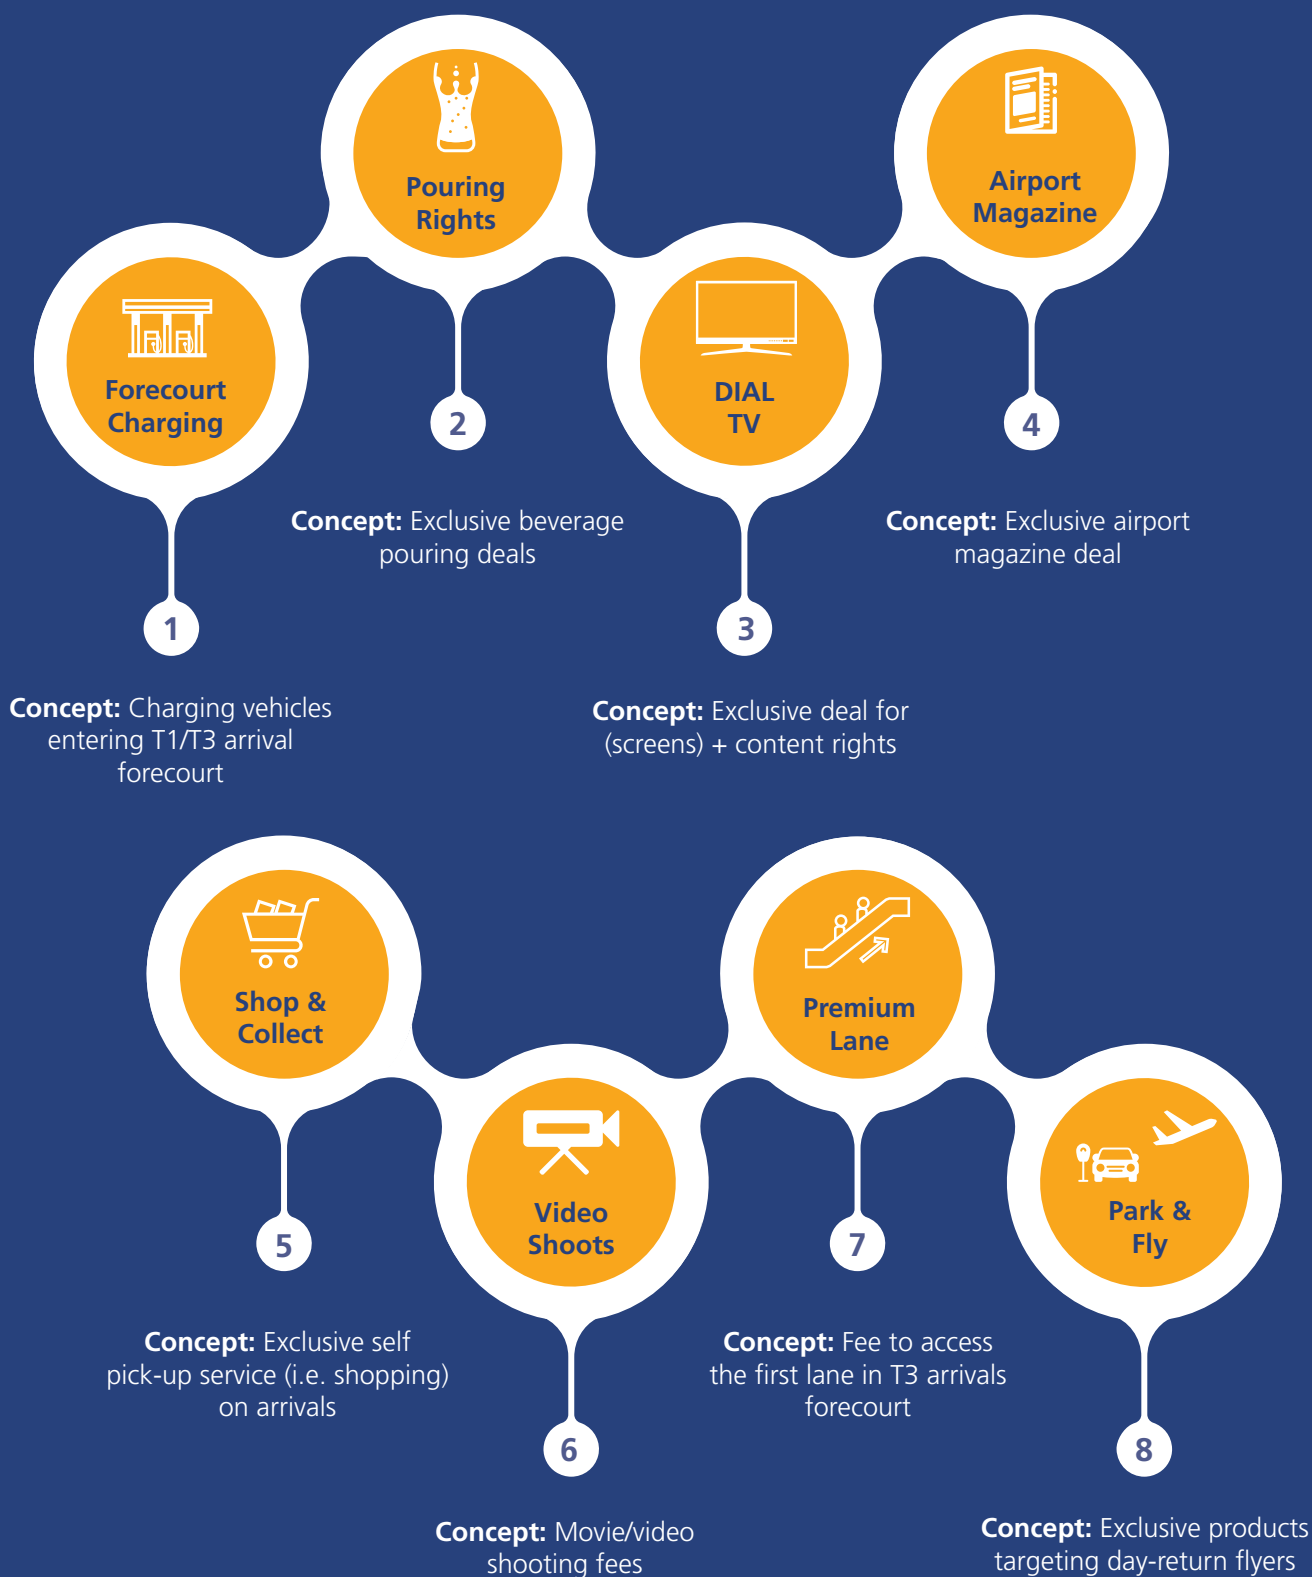 Forecourt
Charging
1
Concept: Charging vehicles
entering T1/T3 arrival
forecourt
Pouring
Rights
2
Concept: Exclusive beverage
pouring deals
DIAL
TV
3
Concept: Exclusive deal for
(screens) + content rights
Airport
Magazine
4
Concept: Exclusive airport
magazine deal
Shop &
Collect
5
Concept: Exclusive self
pick-up service (i.e. shopping)
on arrivals
Video
Shoots
6
Concept: Movie/video
shooting fees
Premium
Lane
7
Concept: Fee to access
the first lane in T3 arrivals
forecourt
Park &
Fly
8
Concept: Exclusive products
targeting day-return flyers